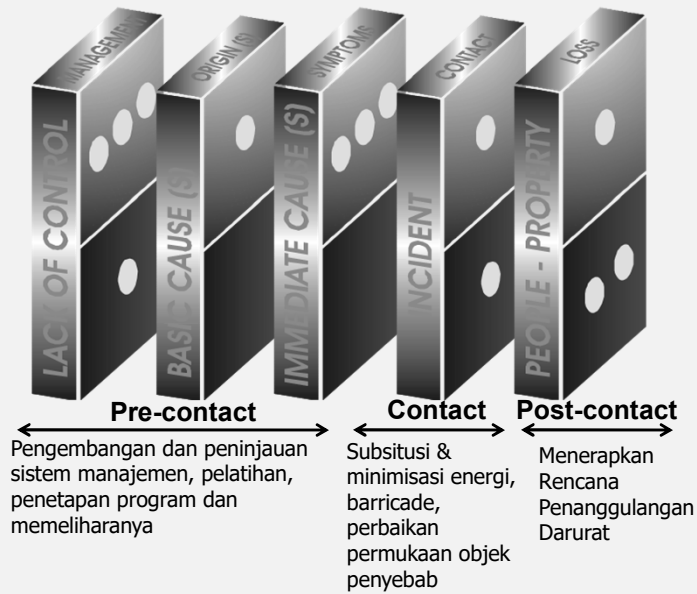 MANAGEMENT
ORIGIN (S)
SYMPTOMS
CONTACT
LOSS
LACK OF CONTROL
BASIC CAUSE (S)
IMMEDIATE CAUSE (S)
INCIDENT
PEOPLE - PROPERTY
Pre-contact
Contact
Post-contact
Pengembangan dan peninjauan
sistem manajemen, pelatihan,
penetapan program dan
memeliharanya
Subsitusi &
minimisasi energi,
barricade,
perbaikan
permukaan objek
penyebab
Menerapkan
Rencana
Penanggulangan
Darurat